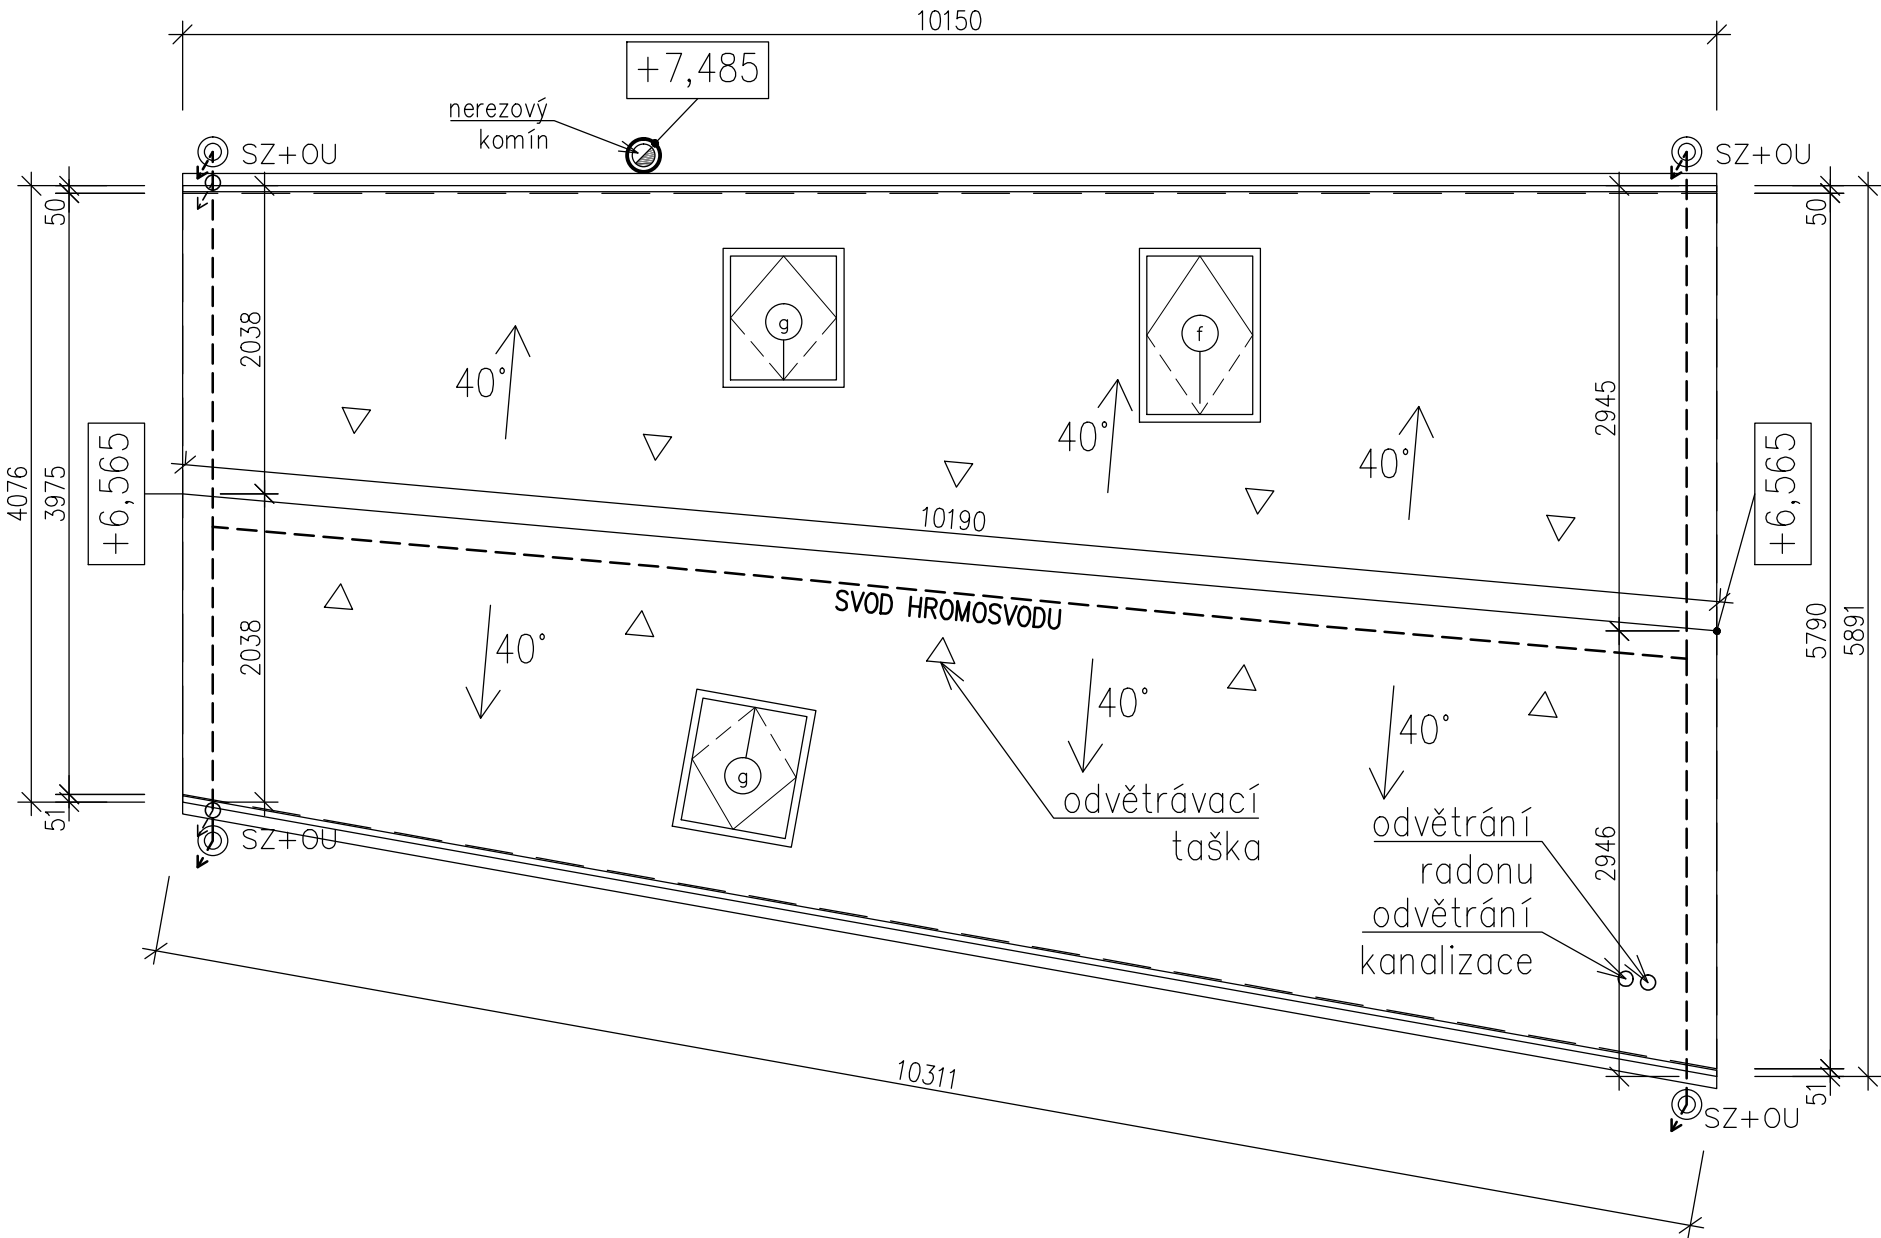 10150
+7,485
nerezový
komín
SZ+OU
SZ+OU
50
50
2038
g
f
40°
40°
40°
2945
4076
3975
+6,565
+6,565
10190
SVOD HROMOSVODU
2038
40°
40°
40°
5790
5891
g
odvětrávací
taška
odvětrání
radonu
odvětrání
kanalizace
2946
51
SZ+OU
10311
51
SZ+OU